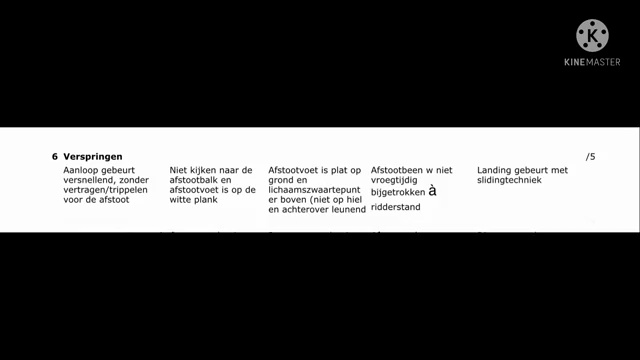 KINEMASTER
6 Verspringen /5
Aanloop gebeurt
versnellend, zonder
vertragen/trippelen
voor de afstoot
Niet kijken naar de
afstootbalk en
afstootvoet is op de
witte plank
Afstootvoet is plat op
grond en
lichaamszwaartepunt
er boven (niet op hiel
en achterover leunend
Afstootbeen w niet
vroegtijdig
bijgetrokken à
ridderstand
Landing gebeurt met
slidingtechniek